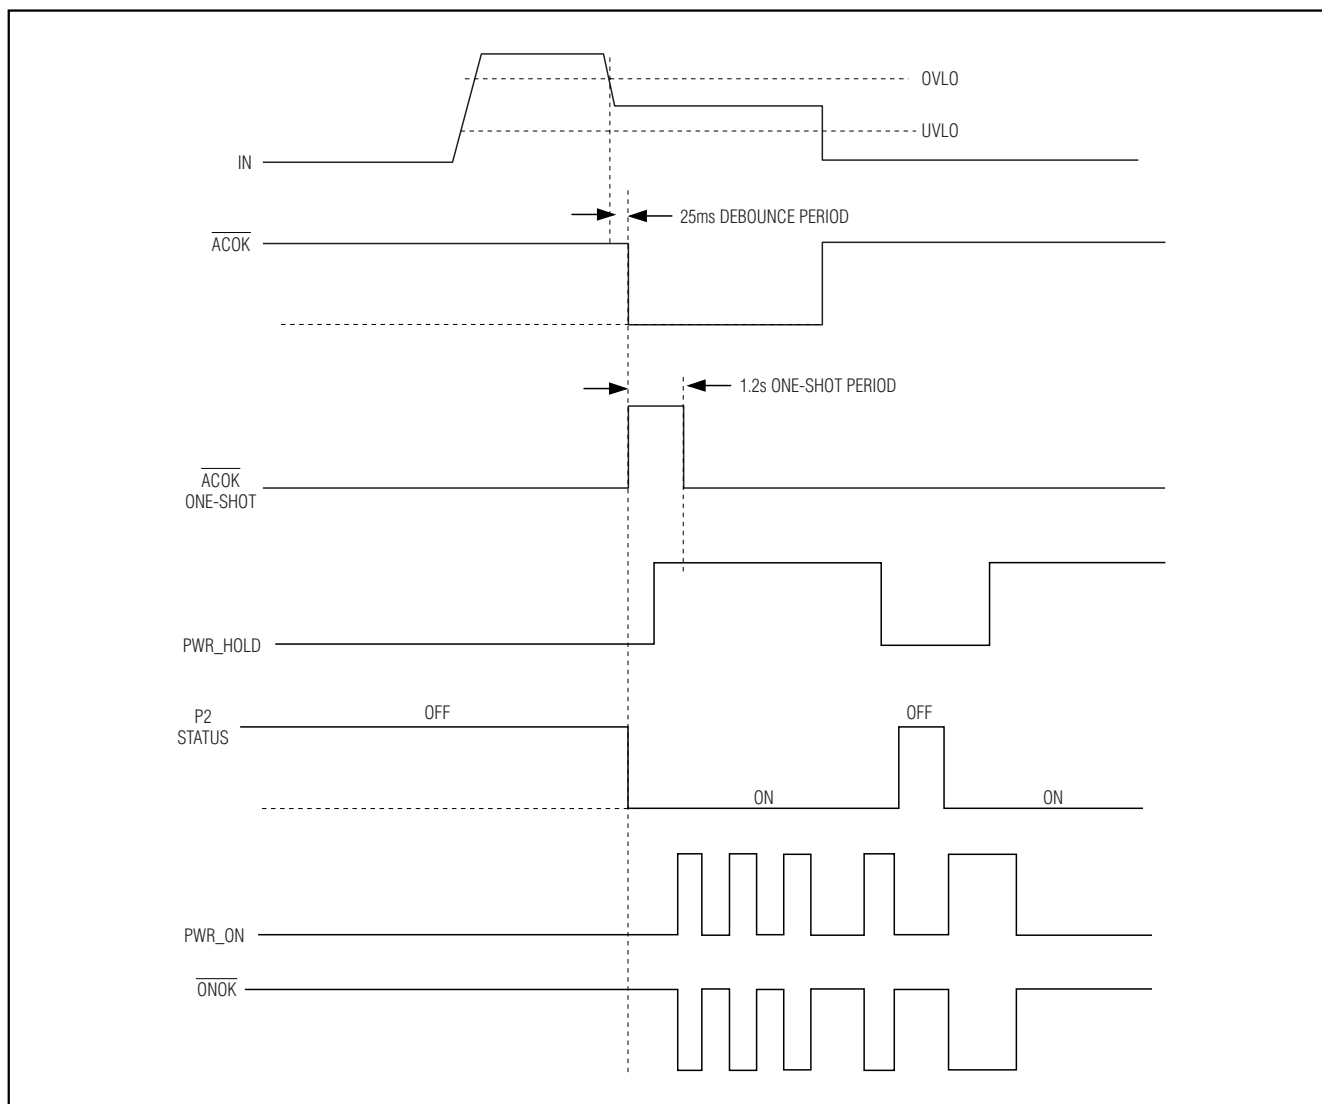 OVLO
UVLO
IN
25ms DEBOUNCE PERIOD
ACOK
1.2s ONE-SHOT PERIOD
ACOK
ONE-SHOT
PWR_HOLD
P2
STATUS
OFF
OFF
ON
ON
PWR_ON
ONOK